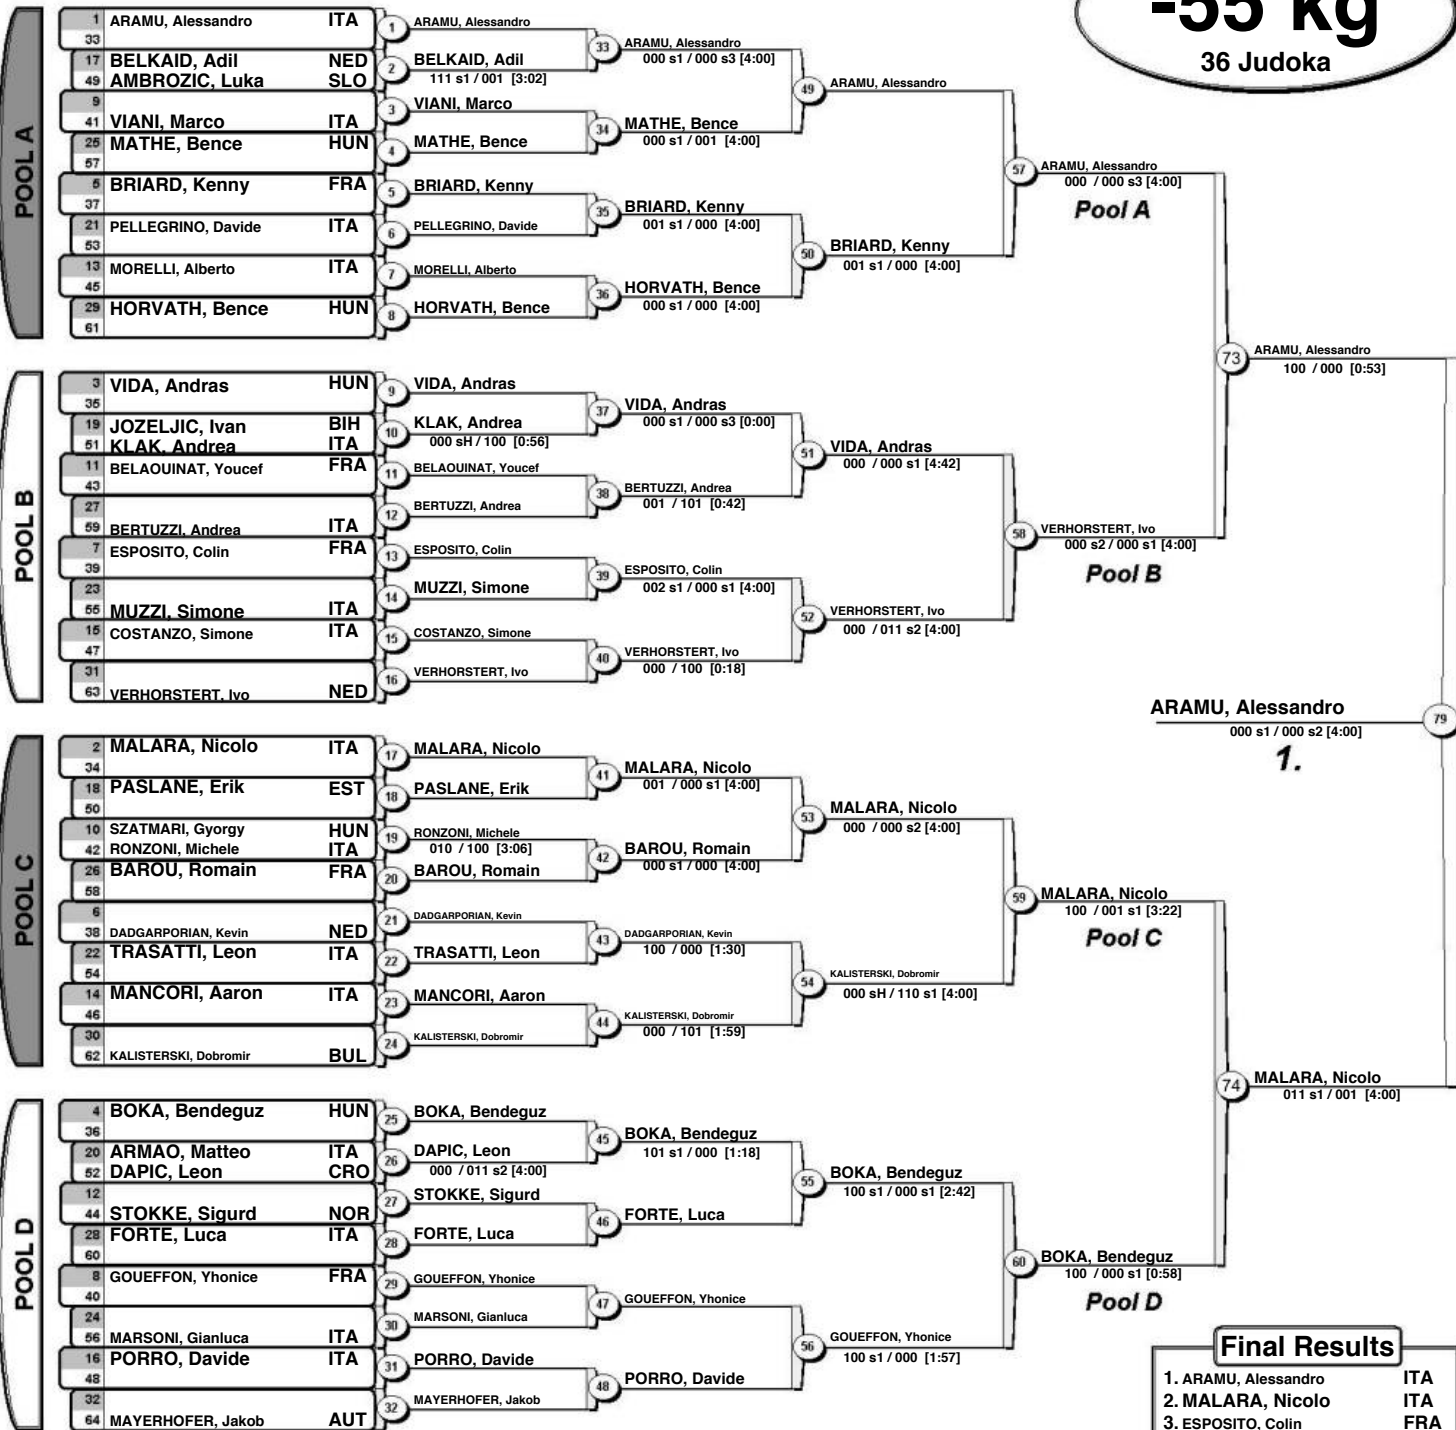 -55 kg
36 Judoka
POOL A
1 ARAMU, Alessandro ITA
33
17 BELKAID, Adil NED
49 AMBROZIC, Luka SLO
9
41 VIANI, Marco ITA
25 MATHE, Bence HUN
57
5 BRIARD, Kenny FRA
37
21 PELLEGRINO, Davide ITA
53
13 MORELLI, Alberto ITA
45
29 HORVATH, Bence HUN
61
1 ARAMU, Alessandro
2 BELKAID, Adil
111 s1 / 001 [3:02]
3 VIANI, Marco
4 MATHE, Bence
5 BRIARD, Kenny
6 PELLEGRINO, Davide
7 MORELLI, Alberto
8 HORVATH, Bence
33 ARAMU, Alessandro
000 s1 / 000 s3 [4:00]
34 MATHE, Bence
000 s1 / 001 [4:00]
35 BRIARD, Kenny
001 s1 / 000 [4:00]
36 HORVATH, Bence
000 s1 / 000 [4:00]
49 ARAMU, Alessandro
50 BRIARD, Kenny
001 s1 / 000 [4:00]
57 ARAMU, Alessandro
000 / 000 s3 [4:00]
Pool A
POOL B
3 VIDA, Andras HUN
35
19 JOZELJIC, Ivan BIH
51 KLAK, Andrea ITA
11 BELAOUINAT, Youcef FRA
43
27
59 BERTUZZI, Andrea ITA
7 ESPOSITO, Colin FRA
39
23
55 MUZZI, Simone ITA
15 COSTANZO, Simone ITA
47
31
63 VERHORSTERT, Ivo NED
9 VIDA, Andras
10 KLAK, Andrea
000 sH / 100 [0:56]
11 BELAOUINAT, Youcef
12 BERTUZZI, Andrea
13 ESPOSITO, Colin
14 MUZZI, Simone
15 COSTANZO, Simone
16 VERHORSTERT, Ivo
37 VIDA, Andras
000 s1 / 000 s3 [0:00]
38 BERTUZZI, Andrea
001 / 101 [0:42]
39 ESPOSITO, Colin
002 s1 / 000 s1 [4:00]
40 VERHORSTERT, Ivo
000 / 100 [0:18]
51 VIDA, Andras
000 / 000 s1 [4:42]
52 VERHORSTERT, Ivo
000 / 011 s2 [4:00]
58 VERHORSTERT, Ivo
000 s2 / 000 s1 [4:00]
Pool B
73 ARAMU, Alessandro
100 / 000 [0:53]
ARAMU, Alessandro 79
000 s1 / 000 s2 [4:00]
1.
POOL C
2 MALARA, Nicolo ITA
34
18 PASLANE, Erik EST
50
10 SZATMARI, Gyorgy HUN
42 RONZONI, Michele ITA
26 BAROU, Romain FRA
58
6
38 DADGARPORIAN, Kevin NED
22 TRASATTI, Leon ITA
54
14 MANCORI, Aaron ITA
46
30
62 KALISTERSKI, Dobromir BUL
17 MALARA, Nicolo
18 PASLANE, Erik
19 RONZONI, Michele
010 / 100 [3:06]
20 BAROU, Romain
21 DADGARPORIAN, Kevin
22 TRASATTI, Leon
23 MANCORI, Aaron
24 KALISTERSKI, Dobromir
41 MALARA, Nicolo
001 / 000 s1 [4:00]
42 BAROU, Romain
000 s1 / 000 [4:00]
43 DADGARPORIAN, Kevin
100 / 000 [1:30]
44 KALISTERSKI, Dobromir
000 / 101 [1:59]
53 MALARA, Nicolo
000 / 000 s2 [4:00]
54 KALISTERSKI, Dobromir
000 sH / 110 s1 [4:00]
59 MALARA, Nicolo
100 / 001 s1 [3:22]
Pool C
POOL D
4 BOKA, Bendeguz HUN
36
20 ARMAO, Matteo ITA
52 DAPIC, Leon CRO
12
44 STOKKE, Sigurd NOR
28 FORTE, Luca ITA
60
8 GOUEFFON, Yhonice FRA
40
24
56 MARSONI, Gianluca ITA
16 PORRO, Davide ITA
48
32
64 MAYERHOFER, Jakob AUT
25 BOKA, Bendeguz
26 DAPIC, Leon
000 / 011 s2 [4:00]
27 STOKKE, Sigurd
28 FORTE, Luca
29 GOUEFFON, Yhonice
30 MARSONI, Gianluca
31 PORRO, Davide
32 MAYERHOFER, Jakob
45 BOKA, Bendeguz
101 s1 / 000 [1:18]
46 FORTE, Luca
47 GOUEFFON, Yhonice
48 PORRO, Davide
55 BOKA, Bendeguz
100 s1 / 000 s1 [2:42]
56 GOUEFFON, Yhonice
100 s1 / 000 [1:57]
60 BOKA, Bendeguz
100 / 000 s1 [0:58]
Pool D
74 MALARA, Nicolo
011 s1 / 001 [4:00]
Final Results
1. ARAMU, Alessandro ITA
2. MALARA, Nicolo ITA
3. ESPOSITO, Colin FRA